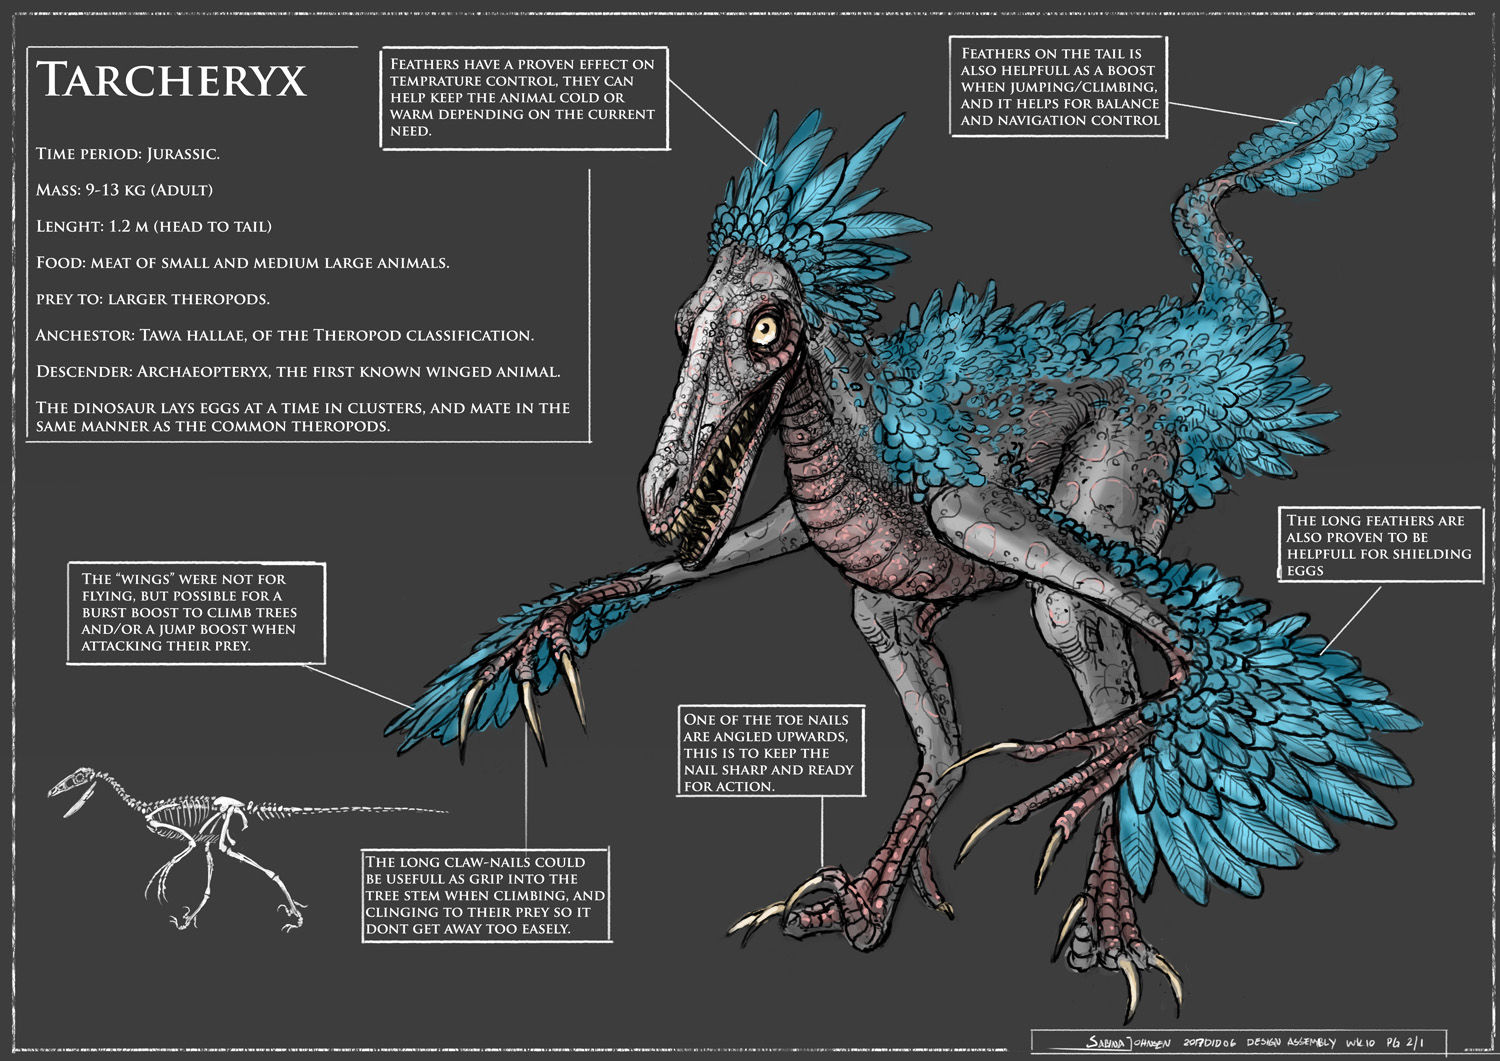 Tarcheryx
Time period: Jurassic.
Mass: 9-13 kg (Adult)
Lenght: 1.2 m (head to tail)
Food: meat of small and medium large animals.
prey to: larger theropods.
Anchestor: Tawa hallae, of the Theropod classification.
Descender: Archaeopteryx, the first known winged animal.
The dinosaur lays eggs at a time in clusters, and mate in the
same manner as the common theropods.
Feathers have a proven effect on
temprature control, they can
help keep the animal cold or
warm depending on the current
need.
Feathers on the tail is
also helpfull as a boost
when jumping/climbing,
and it helps for balance
and navigation control
The long feathers are
also proven to be
helpfull for shielding
eggs
The “wings” were not for
flying, but possible for a
burst boost to climb trees
and/or a jump boost when
attacking their prey.
One of the toe nails
are angled upwards,
this is to keep the
nail sharp and ready
for action.
The long claw-nails could
be usefull as grip into the
tree stem when climbing, and
clinging to their prey so it
dont get away too easely.
Sabina Johnsen 2017DID06 Design Assembly WK10 PG 2/1